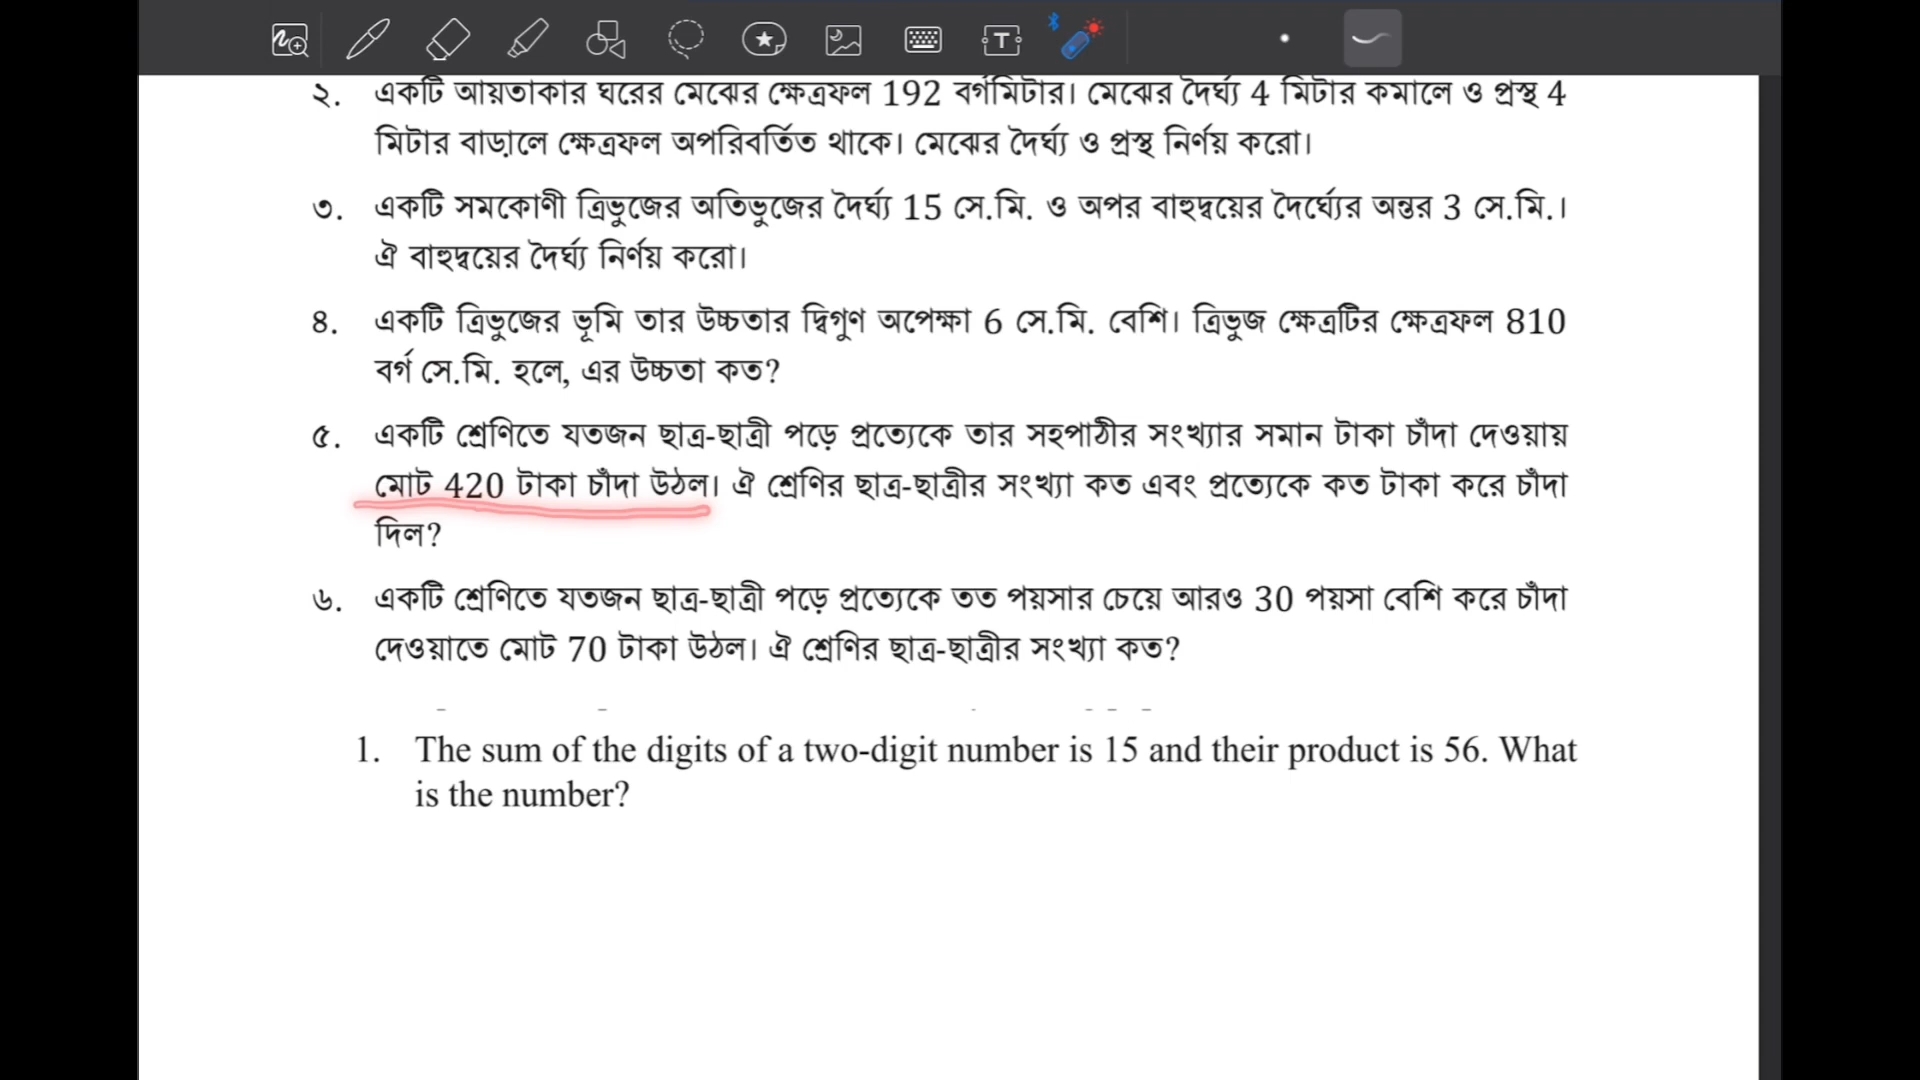 ২. একটি আয়তাকার ঘরের মেঝের ক্ষেত্রফল 192 বর্গমিটার। মেঝের দৈর্ঘ্য 4 মিটার কমালে ও প্রস্থ 4
মিটার বাড়ালে ক্ষেত্রফল অপরিবর্তিত থাকে। মেঝের দৈর্ঘ্য ও প্রস্থ নির্ণয় করো।
৩. একটি সমকোণী ত্রিভুজের অতিভুজের দৈর্ঘ্য 15 সে.মি. ও অপর বাহুদ্বয়ের দৈর্ঘ্যের অন্তর 3 সে.মি.।
ঐ বাহুদ্বয়ের দৈর্ঘ্য নির্ণয় করো।
৪. একটি ত্রিভুজের ভূমি তার উচ্চতার দ্বিগুণ অপেক্ষা 6 সে.মি. বেশি। ত্রিভুজ ক্ষেত্রটির ক্ষেত্রফল 810
বর্গ সে.মি. হলে, এর উচ্চতা কত?
৫. একটি শ্রেণিতে যতজন ছাত্র-ছাত্রী পড়ে প্রত্যেকে তার সহপাঠীর সংখ্যার সমান টাকা চাঁদা দেওয়ায়
মোট 420 টাকা চাঁদা উঠল। ঐ শ্রেণির ছাত্র-ছাত্রীর সংখ্যা কত এবং প্রত্যেকে কত টাকা করে চাঁদা
দিল?
৬. একটি শ্রেণিতে যতজন ছাত্র-ছাত্রী পড়ে প্রত্যেকে তত পয়সার চেয়ে আরও 30 পয়সা বেশি করে চাঁদা
দেওয়াতে মোট 70 টাকা উঠল। ঐ শ্রেণির ছাত্র-ছাত্রীর সংখ্যা কত?
1. The sum of the digits of a two-digit number is 15 and their product is 56. What
is the number?